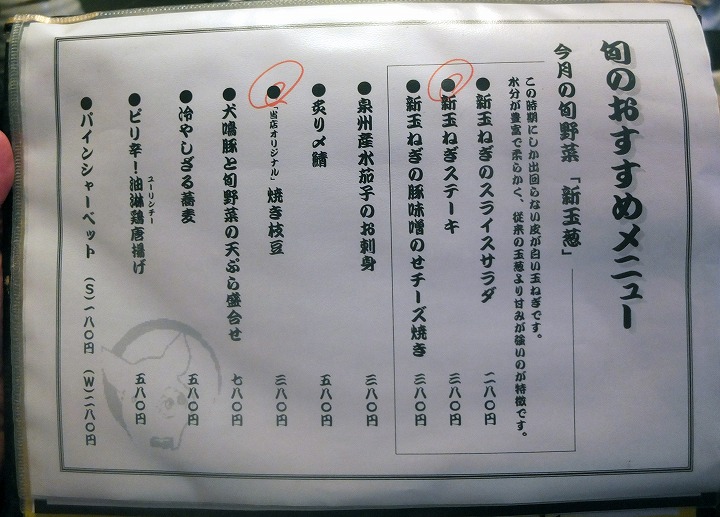 旬のおすすめメニュー
今月の旬野菜「新玉葱」
この時期にしか出回らない皮が白い玉ねぎです。
水分が豊富で柔らかく、従来の玉葱より甘みが強いのが特徴です。
●新玉ねぎのスライスサラダ 二八〇円
●新玉ねぎステーキ 三八〇円
●新玉ねぎの豚味噌のせチーズ焼き 三八〇円
●泉州産水茄子のお刺身 三八〇円
●炙り〆鯖 五八〇円
●「当店オリジナル」焼き枝豆 三八〇円
●犬鳴豚と旬野菜の天ぷら盛合せ 七八〇円
●冷やしざる蕎麦 五八〇円
●ピリ辛！油淋鶏唐揚げ 五八〇円
ユーリンチー
●パインシャーベット (S)一八〇円 (W)二八〇円